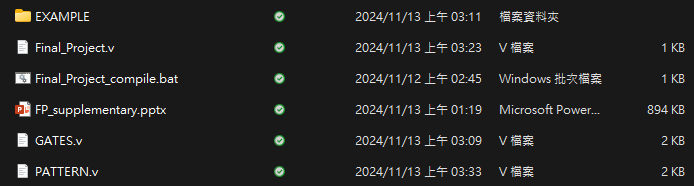 EXAMPLE 2024/11/13 上午 03:11 檔案資料夾
Final_Project.v 2024/11/13 上午 03:23 V 檔案 1 KB
Final_Project_compile.bat 2024/11/12 上午 02:45 Windows 批次檔案 1 KB
FP_supplementary.pptx 2024/11/13 上午 01:19 Microsoft Power... 894 KB
GATES.v 2024/11/13 上午 03:09 V 檔案 2 KB
PATTERN.v 2024/11/13 上午 03:33 V 檔案 2 KB